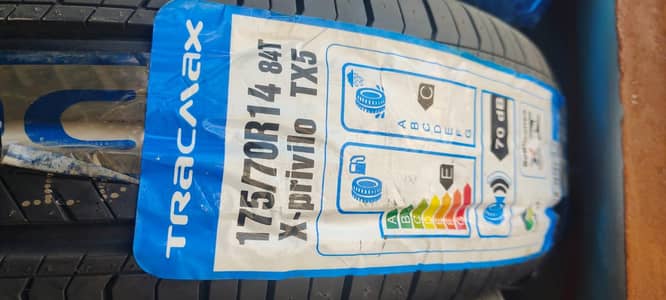 TRACMAX
175/70R14 84T
X-privilo TX5
C
A
B
C
D
E
F
G
E
A
B
C
70 dB